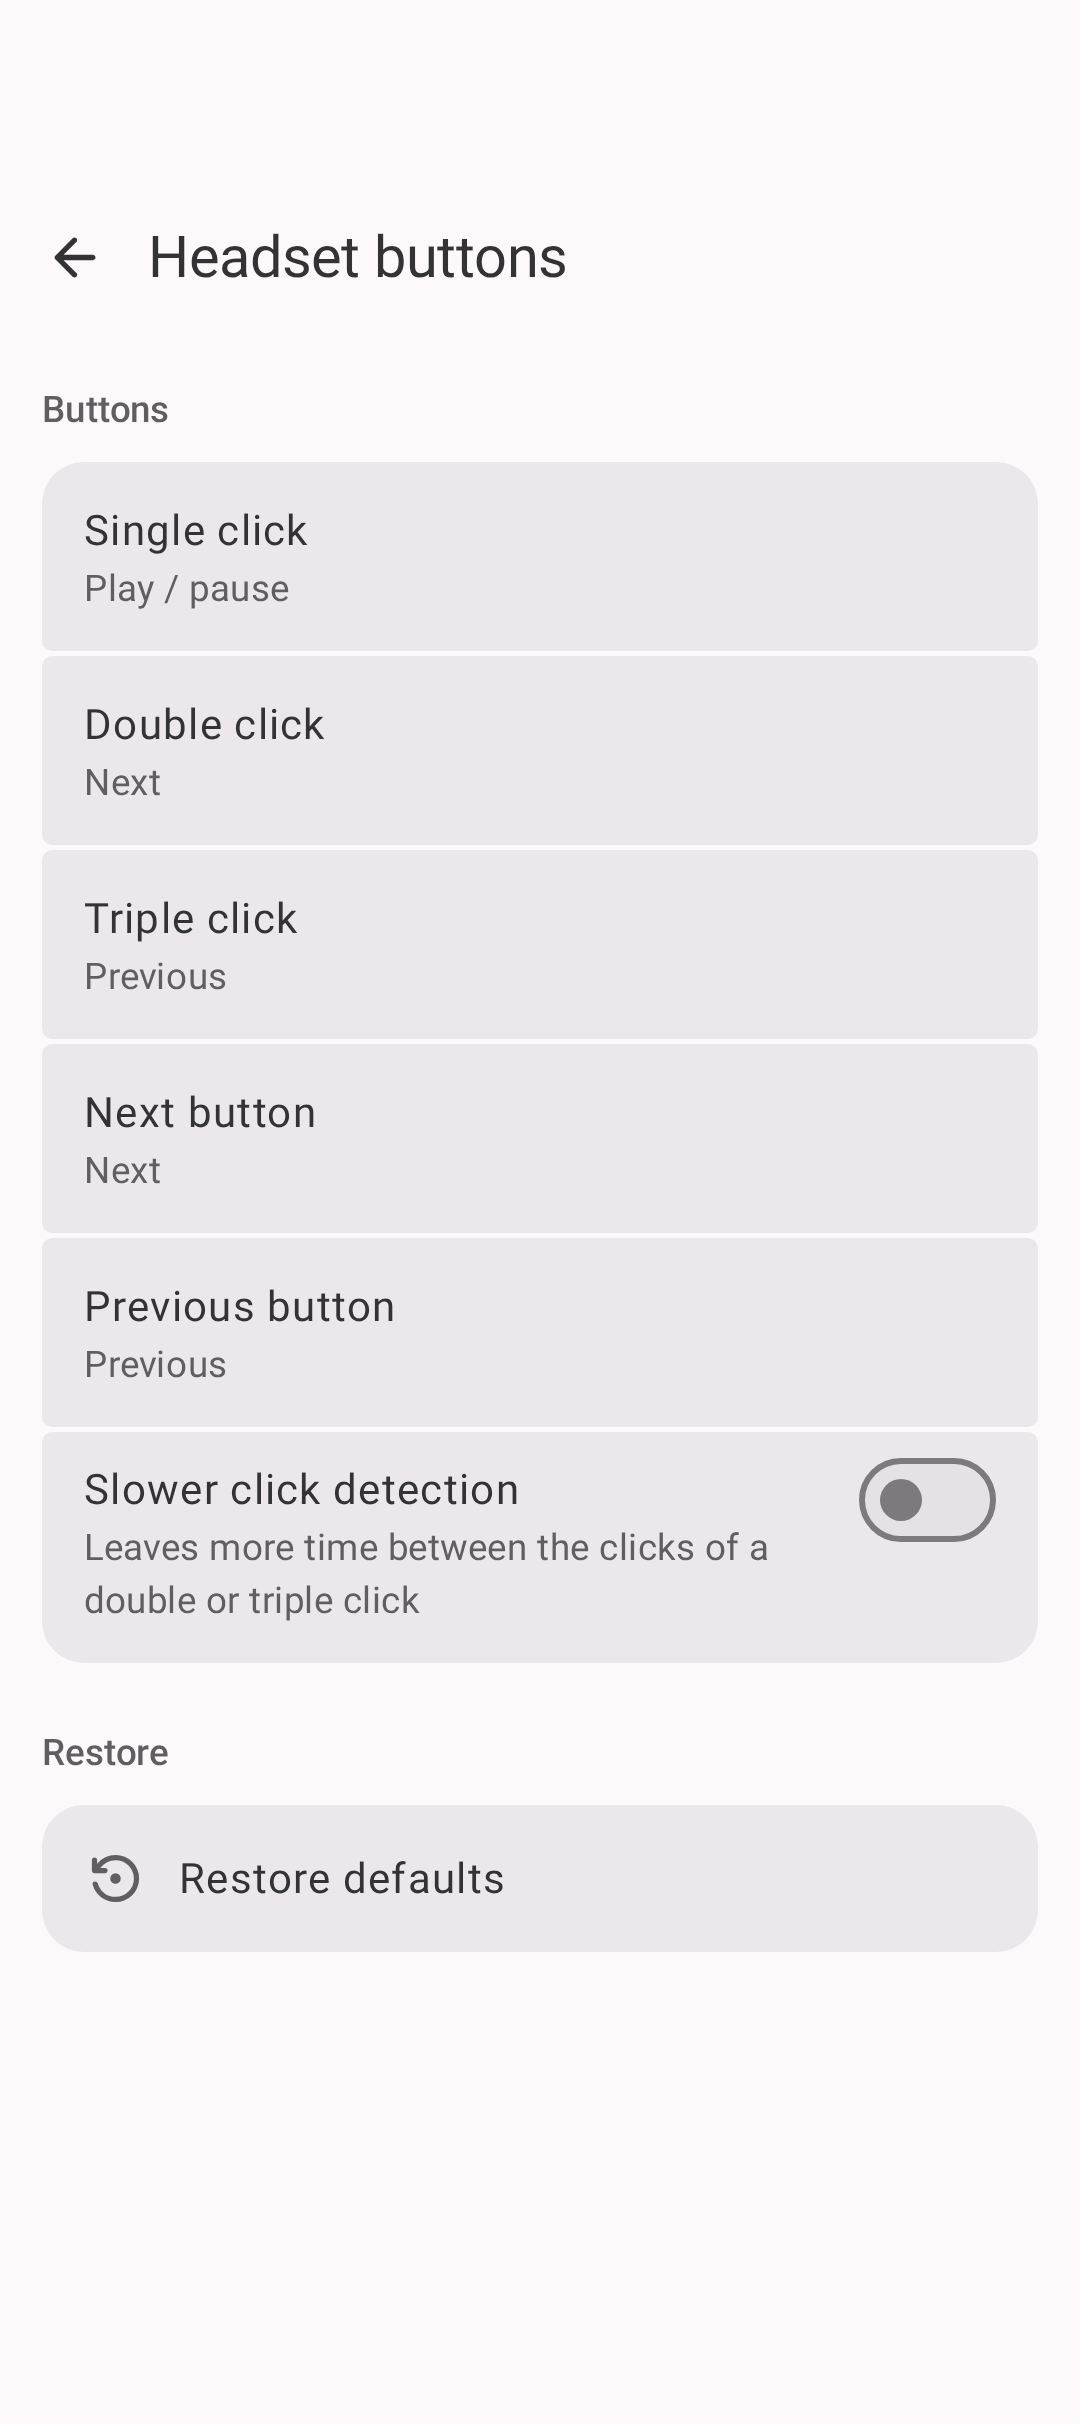 Headset buttons
Buttons
Single click
Play / pause
Double click
Next
Triple click
Previous
Next button
Next
Previous button
Previous
Slower click detection
Leaves more time between the clicks of a
double or triple click
Restore
Restore defaults